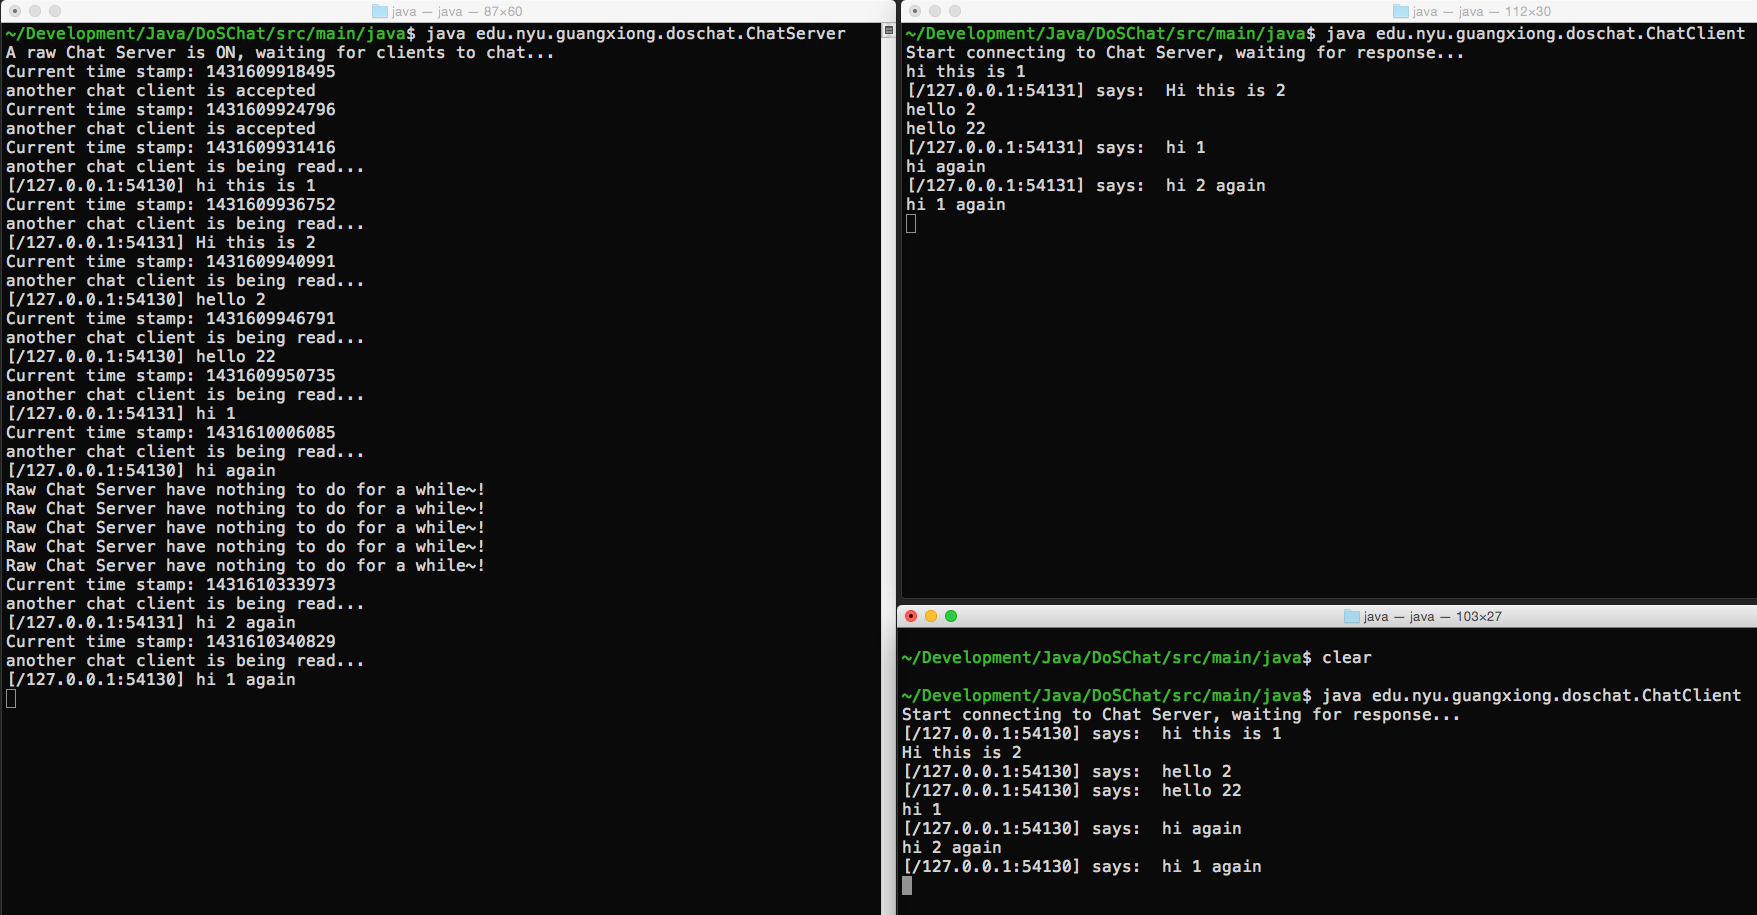 java — java — 87×60
~/Development/Java/DoSChat/src/main/java$ java edu.nyu.guangxiong.doschat.ChatServer
A raw Chat Server is ON, waiting for clients to chat...
Current time stamp: 1431609918495
another chat client is accepted
Current time stamp: 1431609924796
another chat client is accepted
Current time stamp: 1431609931416
another chat client is being read...
[/127.0.0.1:54130] hi this is 1
Current time stamp: 1431609936752
another chat client is being read...
[/127.0.0.1:54131] Hi this is 2
Current time stamp: 1431609940991
another chat client is being read...
[/127.0.0.1:54130] hello 2
Current time stamp: 1431609946791
another chat client is being read...
[/127.0.0.1:54130] hello 22
Current time stamp: 1431609950735
another chat client is being read...
[/127.0.0.1:54131] hi 1
Current time stamp: 1431610006085
another chat client is being read...
[/127.0.0.1:54130] hi again
Raw Chat Server have nothing to do for a while~!
Raw Chat Server have nothing to do for a while~!
Raw Chat Server have nothing to do for a while~!
Raw Chat Server have nothing to do for a while~!
Raw Chat Server have nothing to do for a while~!
Current time stamp: 1431610333973
another chat client is being read...
[/127.0.0.1:54131] hi 2 again
Current time stamp: 1431610340829
another chat client is being read...
[/127.0.0.1:54130] hi 1 again
java — java — 112×30
~/Development/Java/DoSChat/src/main/java$ java edu.nyu.guangxiong.doschat.ChatClient
Start connecting to Chat Server, waiting for response...
hi this is 1
[/127.0.0.1:54131] says:  Hi this is 2
hello 2
hello 22
[/127.0.0.1:54131] says:  hi 1
hi again
[/127.0.0.1:54131] says:  hi 2 again
hi 1 again
java — java — 103×27
~/Development/Java/DoSChat/src/main/java$ clear
~/Development/Java/DoSChat/src/main/java$ java edu.nyu.guangxiong.doschat.ChatClient
Start connecting to Chat Server, waiting for response...
[/127.0.0.1:54130] says:  hi this is 1
Hi this is 2
[/127.0.0.1:54130] says:  hello 2
[/127.0.0.1:54130] says:  hello 22
hi 1
[/127.0.0.1:54130] says:  hi again
hi 2 again
[/127.0.0.1:54130] says:  hi 1 again